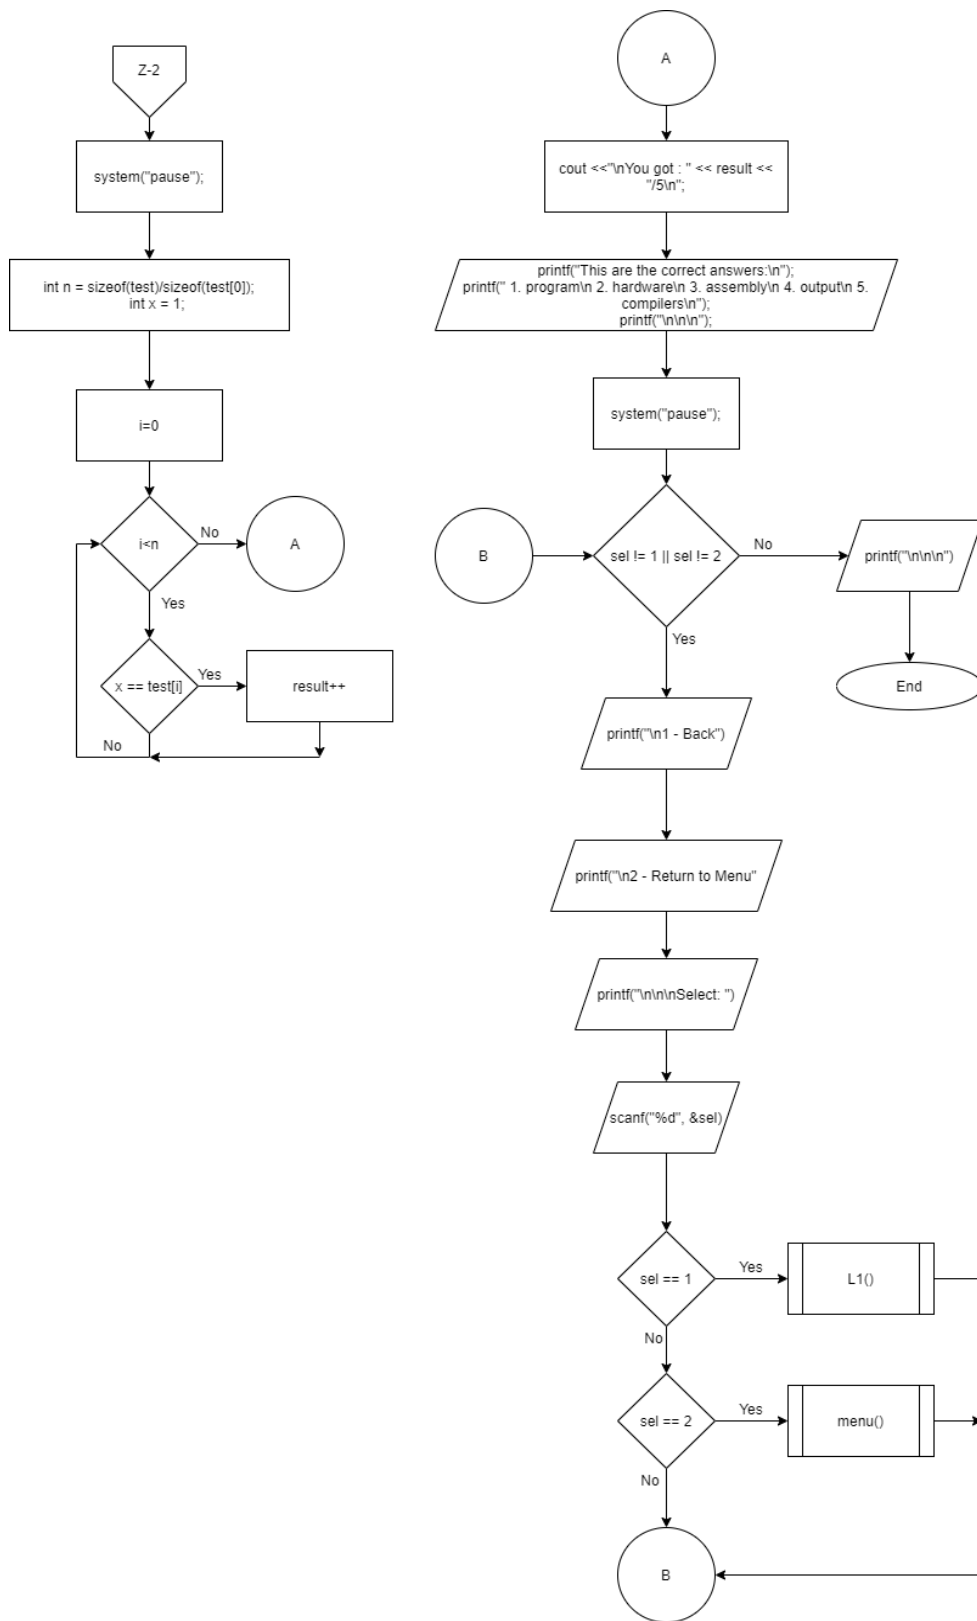 Z-2
system("pause");
int n = sizeof(test)/sizeof(test[0]);
int x = 1;
i=0
i<n
No
A
Yes
x == test[i]
Yes
result++
No
A
cout <<"\nYou got : " << result <<
"/5\n";
printf("This are the correct answers:\n");
printf(" 1. program\n 2. hardware\n 3. assembly\n 4. output\n 5.
compilers\n");
printf("\n\n\n");
system("pause");
B
sel != 1 || sel != 2
No
printf("\n\n\n")
End
Yes
printf("\n1 - Back")
printf("\n2 - Return to Menu"
printf("\n\n\nSelect: ")
scanf("%d", &sel)
sel == 1
Yes
L1()
No
sel == 2
Yes
menu()
No
B